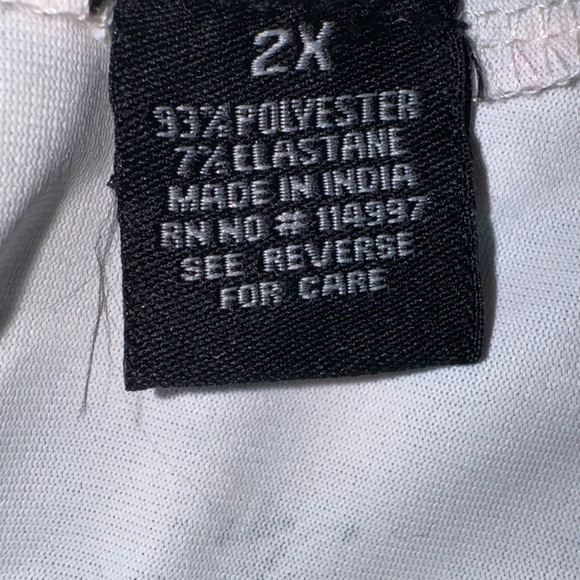 2X
93% POLYESTER
7% ELASTANE
MADE IN INDIA
RN NO # 114997
SEE REVERSE
FOR CARE